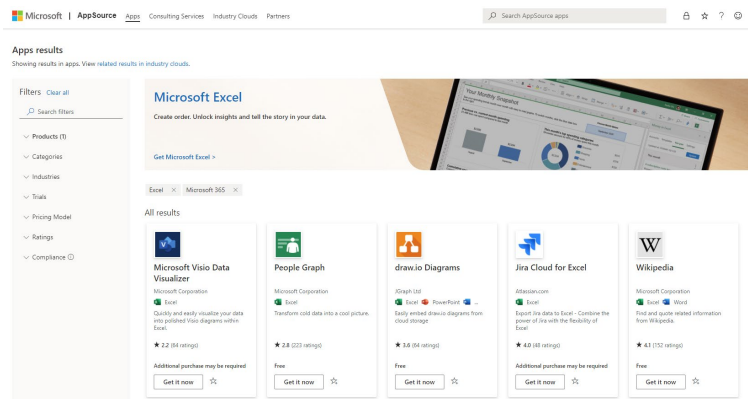 Microsoft | AppSource Apps Consulting Services Industry Clouds Partners Search AppSource apps
Apps results
Showing results in apps. View related results in industry clouds.
Filters Clear all
Search filters
Products (1)
Categories
Industries
Trials
Pricing Model
Ratings
Compliance
Microsoft Excel
Create order. Unlock insights and tell the story in your data.
Get Microsoft Excel >
Your Monthly Snapshot
Excel × Microsoft 365 ×
All results
Microsoft Visio Data
Visualizer
Microsoft Corporation
Excel
Quickly and easily visualize your data
into polished Visio diagrams within
Excel.
★ 2.2 (84 ratings)
Additional purchase may be required
Get it now
People Graph
Microsoft Corporation
Excel
Transform cold data into a cool picture.
★ 2.8 (223 ratings)
Free
Get it now
draw.io Diagrams
JGraph Ltd
Excel PowerPoint ...
Easily embed draw.io diagrams from
cloud storage
★ 3.6 (64 ratings)
Free
Get it now
Jira Cloud for Excel
Atlassian.com
Excel
Export Jira data to Excel - Combine the
power of Jira with the flexibility of
Excel
★ 4.0 (48 ratings)
Additional purchase may be required
Get it now
W
Wikipedia
Microsoft Corporation
Excel Word
Find and quote related information
from Wikipedia.
★ 4.1 (152 ratings)
Free
Get it now